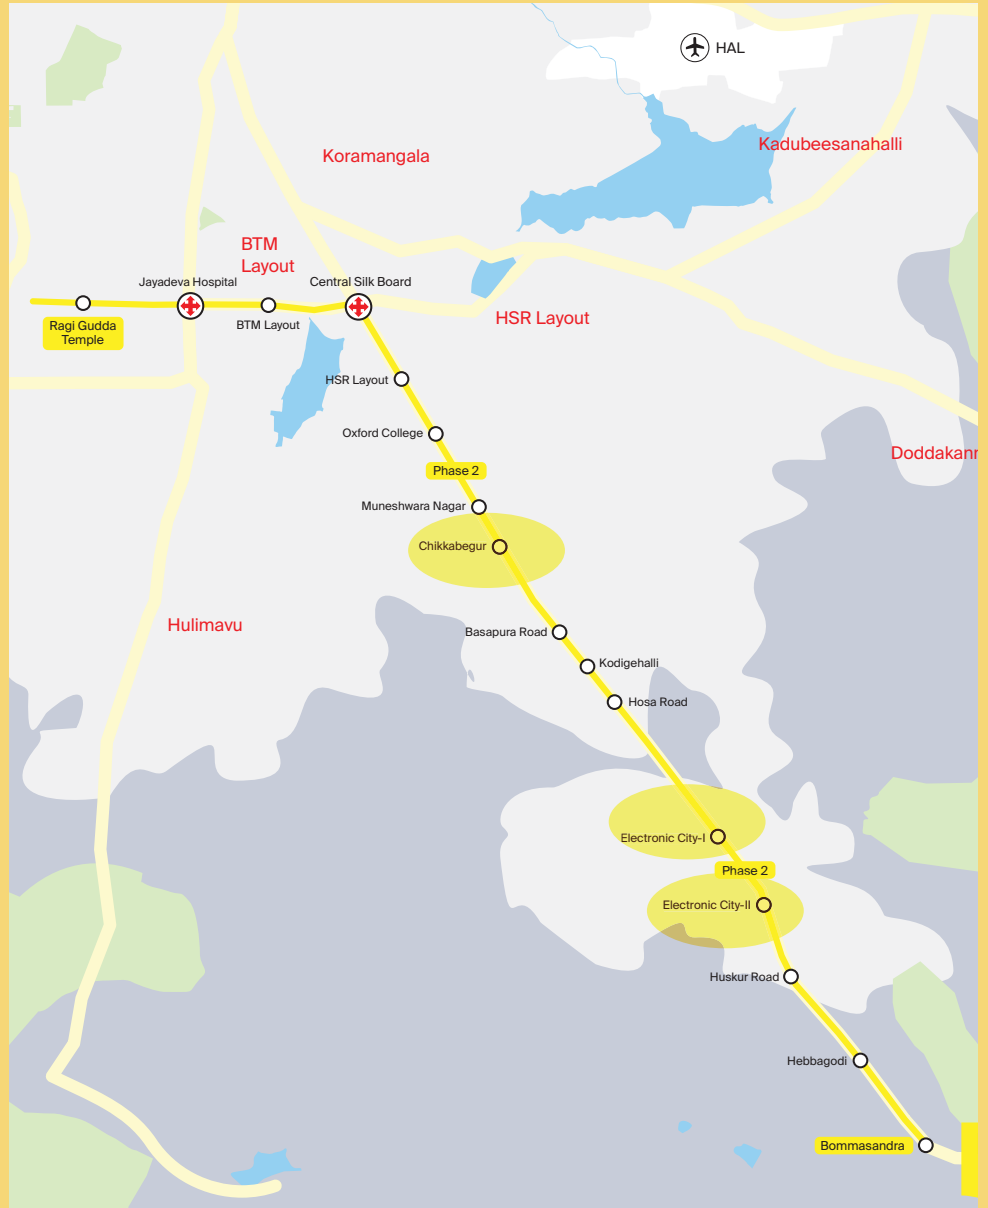 HAL
Kadubeesanahalli
Koramangala
BTM
Layout
Jayadeva Hospital
Central Silk Board
Ragi Gudda
Temple
BTM Layout
HSR Layout
HSR Layout
Oxford College
Doddakann
Phase 2
Muneshwara Nagar
Chikkabegur
Hulimavu
Basapura Road
Kodigehalli
Hosa Road
Electronic City-I
Phase 2
Electronic City-II
Huskur Road
Hebbagodi
Bommasandra